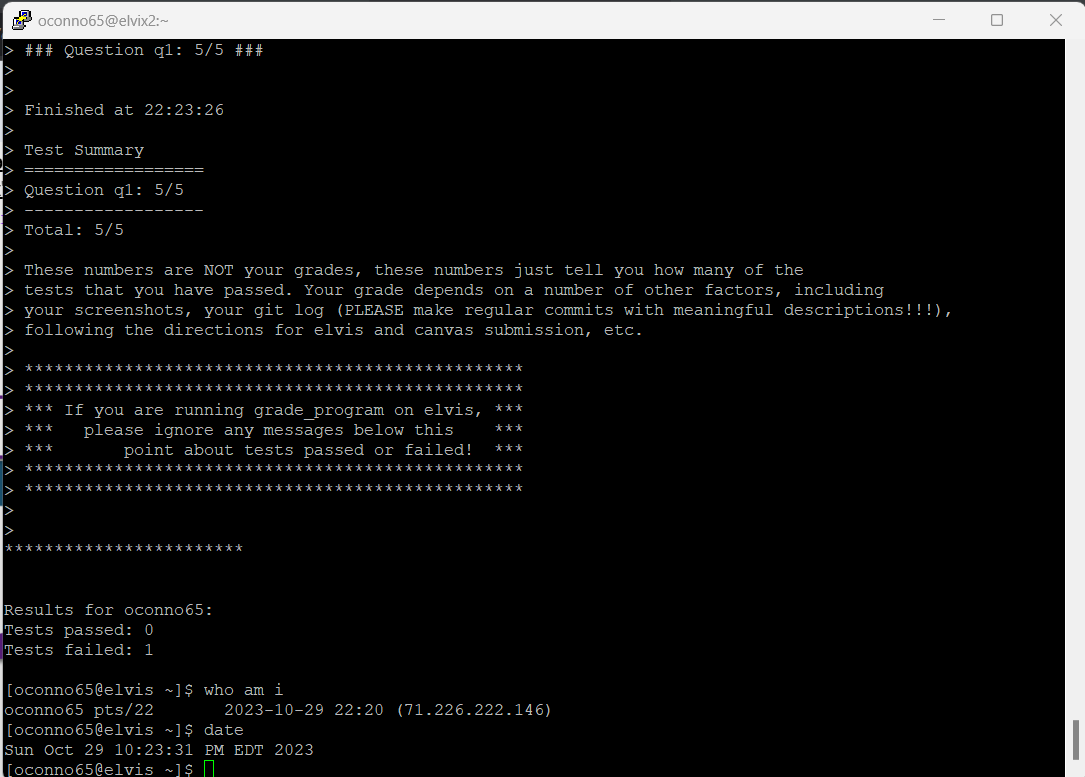 oconno65@elvix2:~
> ### Question q1: 5/5 ###
>
>
> Finished at 22:23:26
>
> Test Summary
> ==================
> Question q1: 5/5
> ------------------
> Total: 5/5
>
> These numbers are NOT your grades, these numbers just tell you how many of the
> tests that you have passed. Your grade depends on a number of other factors, including
> your screenshots, your git log (PLEASE make regular commits with meaningful descriptions!!!),
> following the directions for elvis and canvas submission, etc.
>
> **************************************************
> **************************************************
> *** If you are running grade_program on elvis, ***
> ***   please ignore any messages below this    ***
> ***       point about tests passed or failed!  ***
> **************************************************
> **************************************************
>
>
************************
Results for oconno65:
Tests passed: 0
Tests failed: 1
[oconno65@elvis ~]$ who am i
oconno65 pts/22       2023-10-29 22:20 (71.226.222.146)
[oconno65@elvis ~]$ date
Sun Oct 29 10:23:31 PM EDT 2023
[oconno65@elvis ~]$